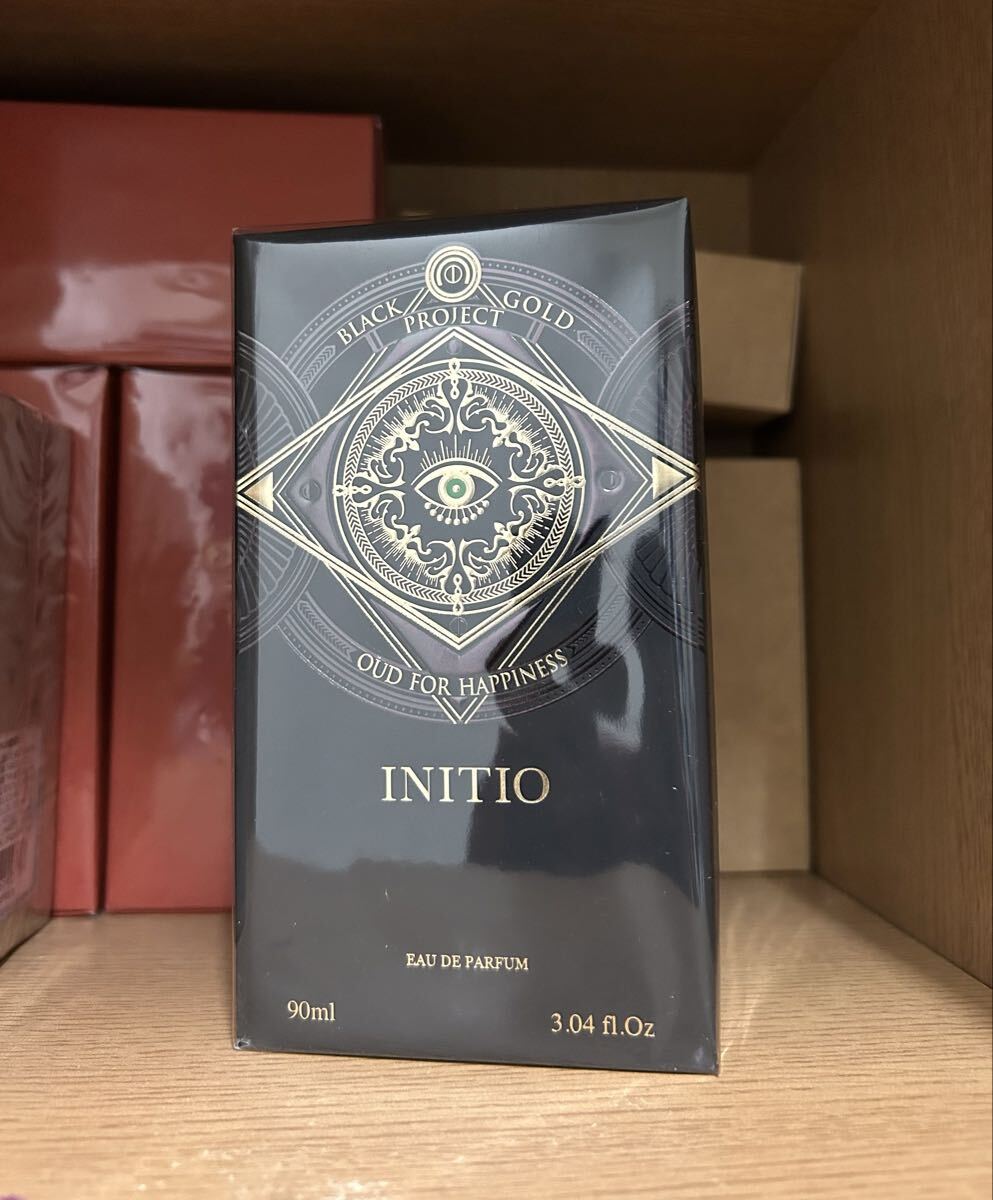 BLACK PROJECT GOLD
OUD FOR HAPPINESS
INITIO
EAU DE PARFUM
90ml
3.04 fl.Oz